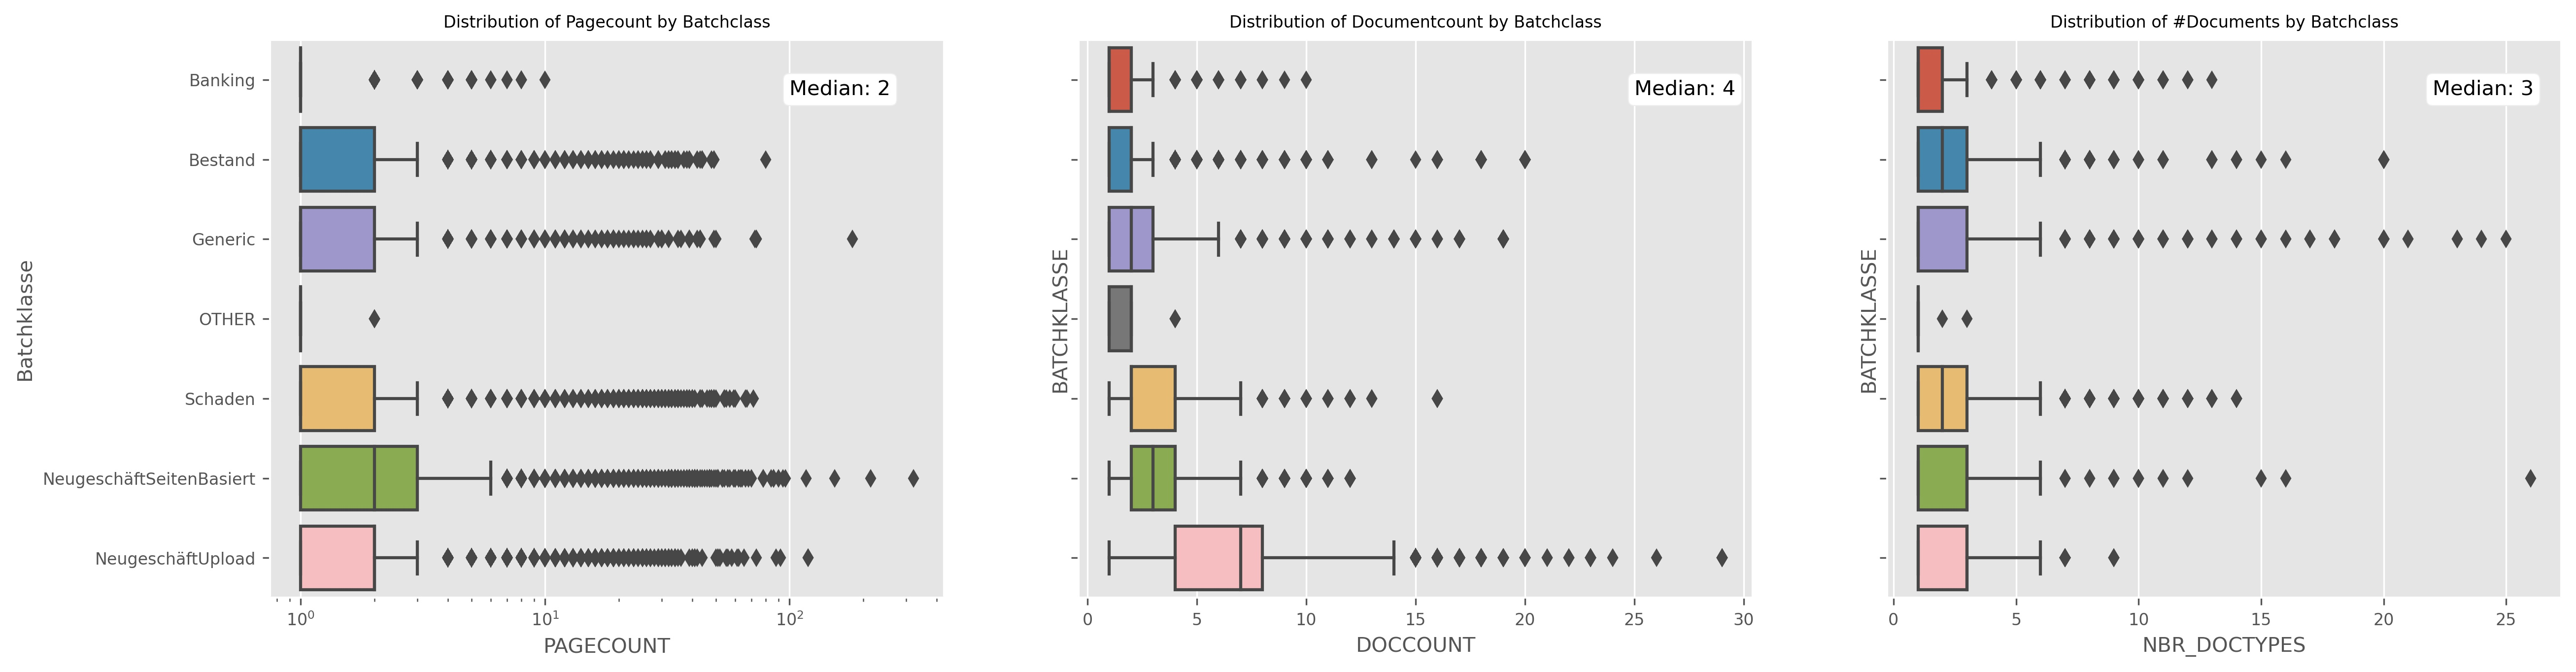 Distribution of Pagecount by Batchclass
Median: 2
Banking
Bestand
Generic
OTHER
Schaden
NeugeschäftSeitenBasiert
NeugeschäftUpload
Batchklasse
10⁰ 10¹ 10²
PAGECOUNT
Distribution of Documentcount by Batchclass
Median: 4
BATCHKLASSE
0 5 10 15 20 25 30
DOCCOUNT
Distribution of #Documents by Batchclass
Median: 3
BATCHKLASSE
0 5 10 15 20 25
NBR_DOCTYPES